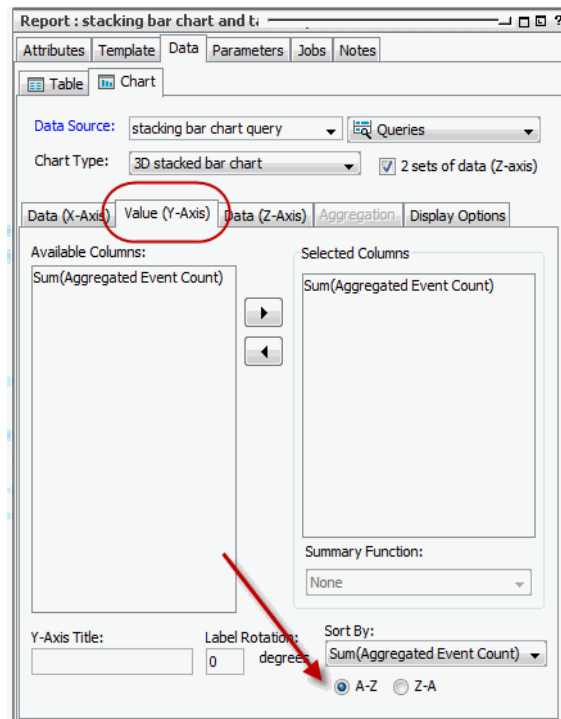 Report : stacking bar chart and ta
Attributes Template Data Parameters Jobs Notes
Table Chart
Data Source: stacking bar chart query Queries
Chart Type: 3D stacked bar chart 2 sets of data (Z-axis)
Data (X-Axis) Value (Y-Axis) Data (Z-Axis) Aggregation Display Options
Available Columns: Selected Columns
Sum(Aggregated Event Count) Sum(Aggregated Event Count)
Summary Function:
None
Y-Axis Title: Label Rotation: Sort By:
0 degrees Sum(Aggregated Event Count)
A-Z Z-A